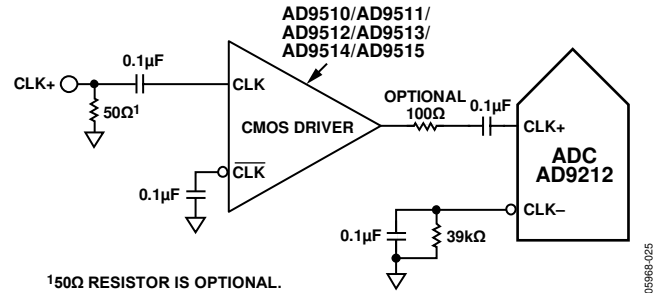 AD9510/AD9511/
AD9512/AD9513/
AD9514/AD9515
0.1µF
CLK+
CLK
50Ω¹
OPTIONAL
100Ω
0.1µF
CLK+
CMOS DRIVER
ADC
AD9212
CLK
0.1µF
CLK–
0.1µF
39kΩ
¹50Ω RESISTOR IS OPTIONAL.
05968-025